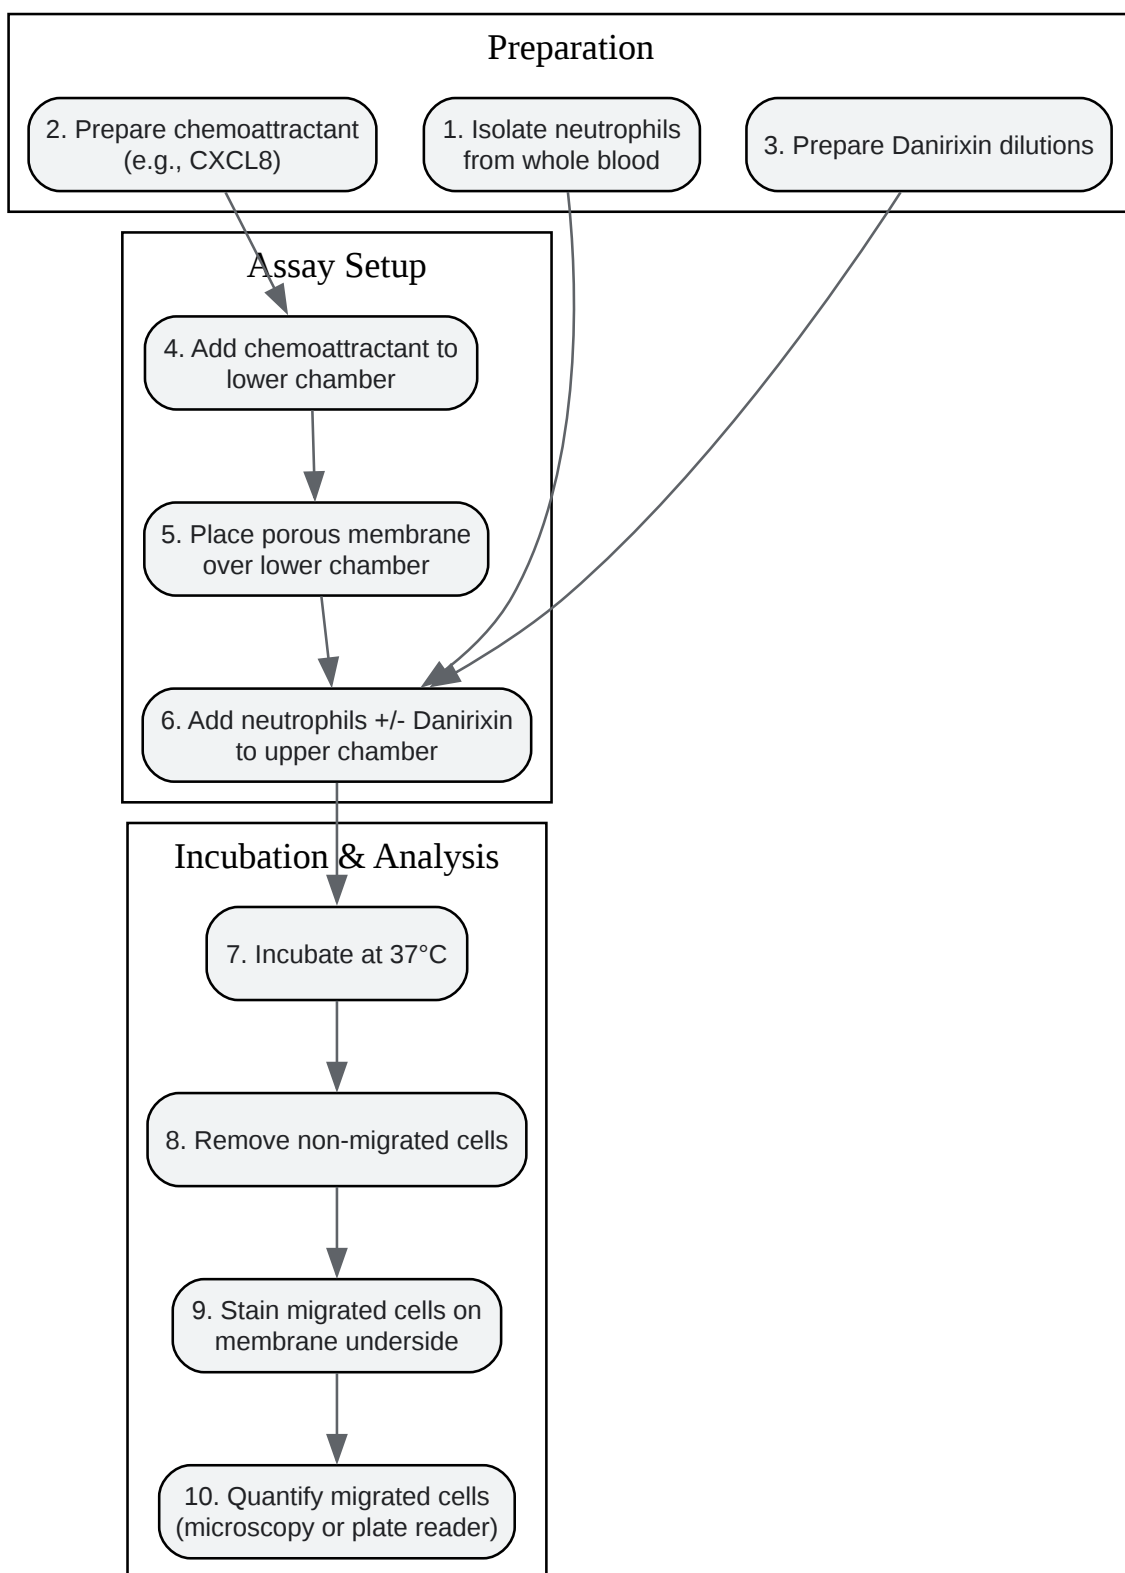 Preparation
2. Prepare chemoattractant
(e.g., CXCL8)
1. Isolate neutrophils
from whole blood
3. Prepare Danirixin dilutions
Assay Setup
4. Add chemoattractant to
lower chamber
5. Place porous membrane
over lower chamber
6. Add neutrophils +/- Danirixin
to upper chamber
Incubation & Analysis
7. Incubate at 37°C
8. Remove non-migrated cells
9. Stain migrated cells on
membrane underside
10. Quantify migrated cells
(microscopy or plate reader)